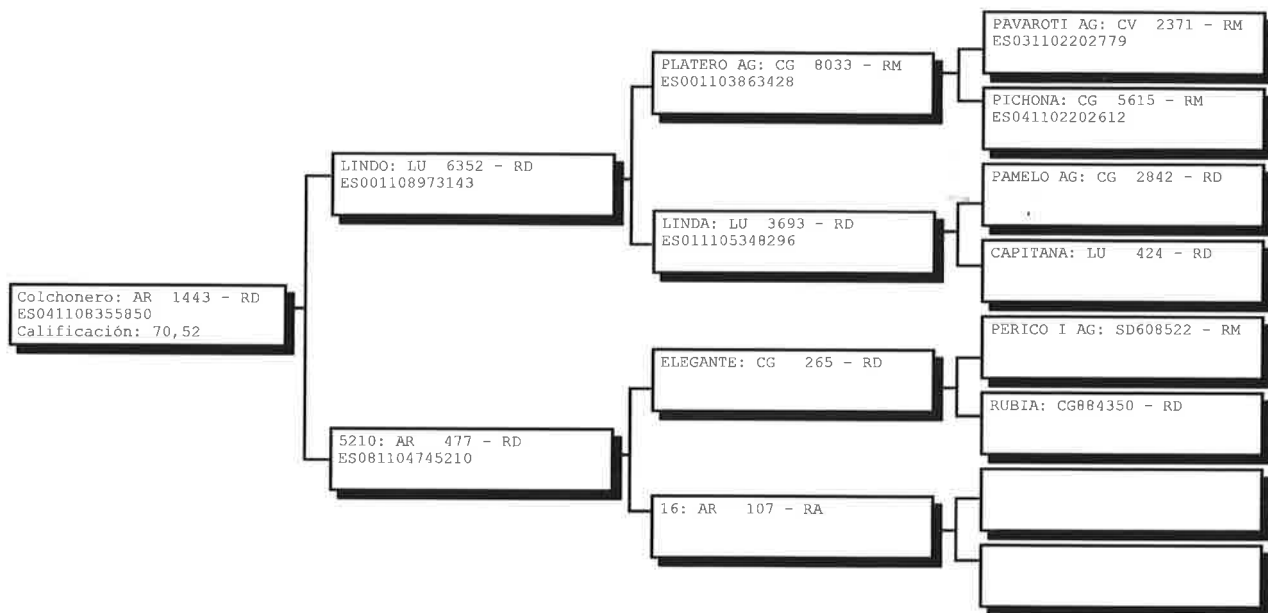 PAVAROTI AG: CV 2371 - RM
ES031102202779
PLATERO AG: CG 8033 - RM
ES001103863428
PICHONA: CG 5615 - RM
ES041102202612
LINDO: LU 6352 - RD
ES001108973143
PAMELO AG: CG 2842 - RD
LINDA: LU 3693 - RD
ES011105348296
CAPITANA: LU 424 - RD
Colchonero: AR 1443 - RD
ES041108355850
Calificación: 70,52
PERICO I AG: SD608522 - RM
ELEGANTE: CG 265 - RD
RUBIA: CG884350 - RD
5210: AR 477 - RD
ES081104745210
16: AR 107 - RA